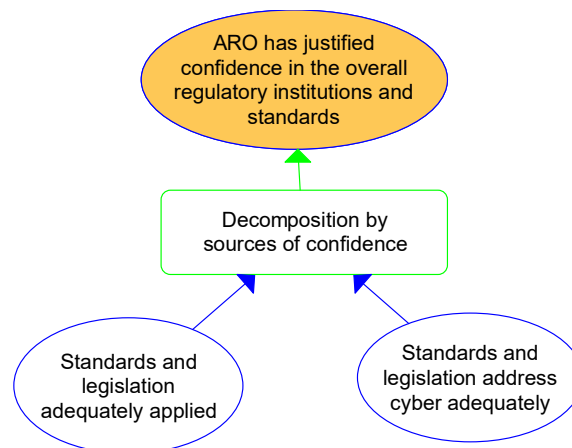 ARO has justified
confidence in the overall
regulatory institutions and
standards
Decomposition by
sources of confidence
Standards and
legislation
adequately applied
Standards and
legislation address
cyber adequately